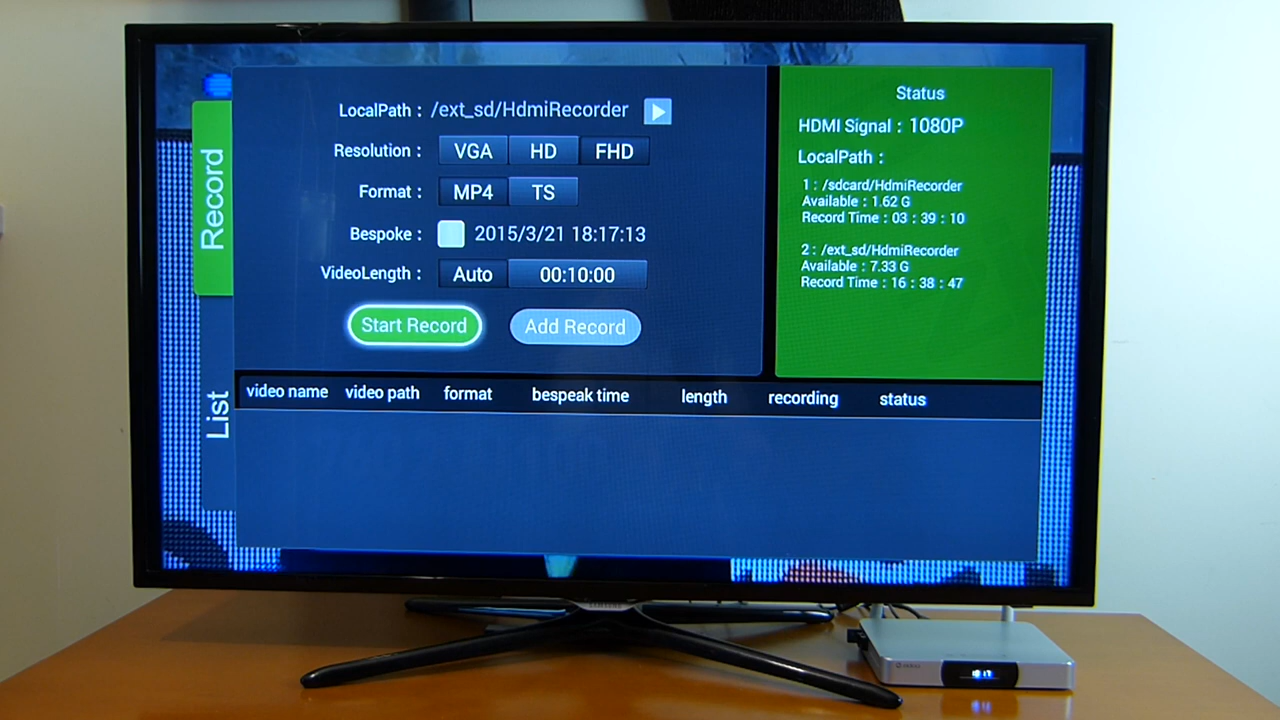 Record
List
LocalPath : /ext_sd/HdmiRecorder
Resolution : VGA HD FHD
Format : MP4 TS
Bespoke : 2015/3/21 18:17:13
VideoLength : Auto 00:10:00
Start Record Add Record
Status
HDMI Signal : 1080P
LocalPath :
1 : /sdcard/HdmiRecorder
Available : 1.62 G
Record Time : 03 : 39 : 10
2 : /ext_sd/HdmiRecorder
Available : 7.33 G
Record Time : 16 : 38 : 47
video name video path format bespeak time length recording status
SAMSUNG
18:17